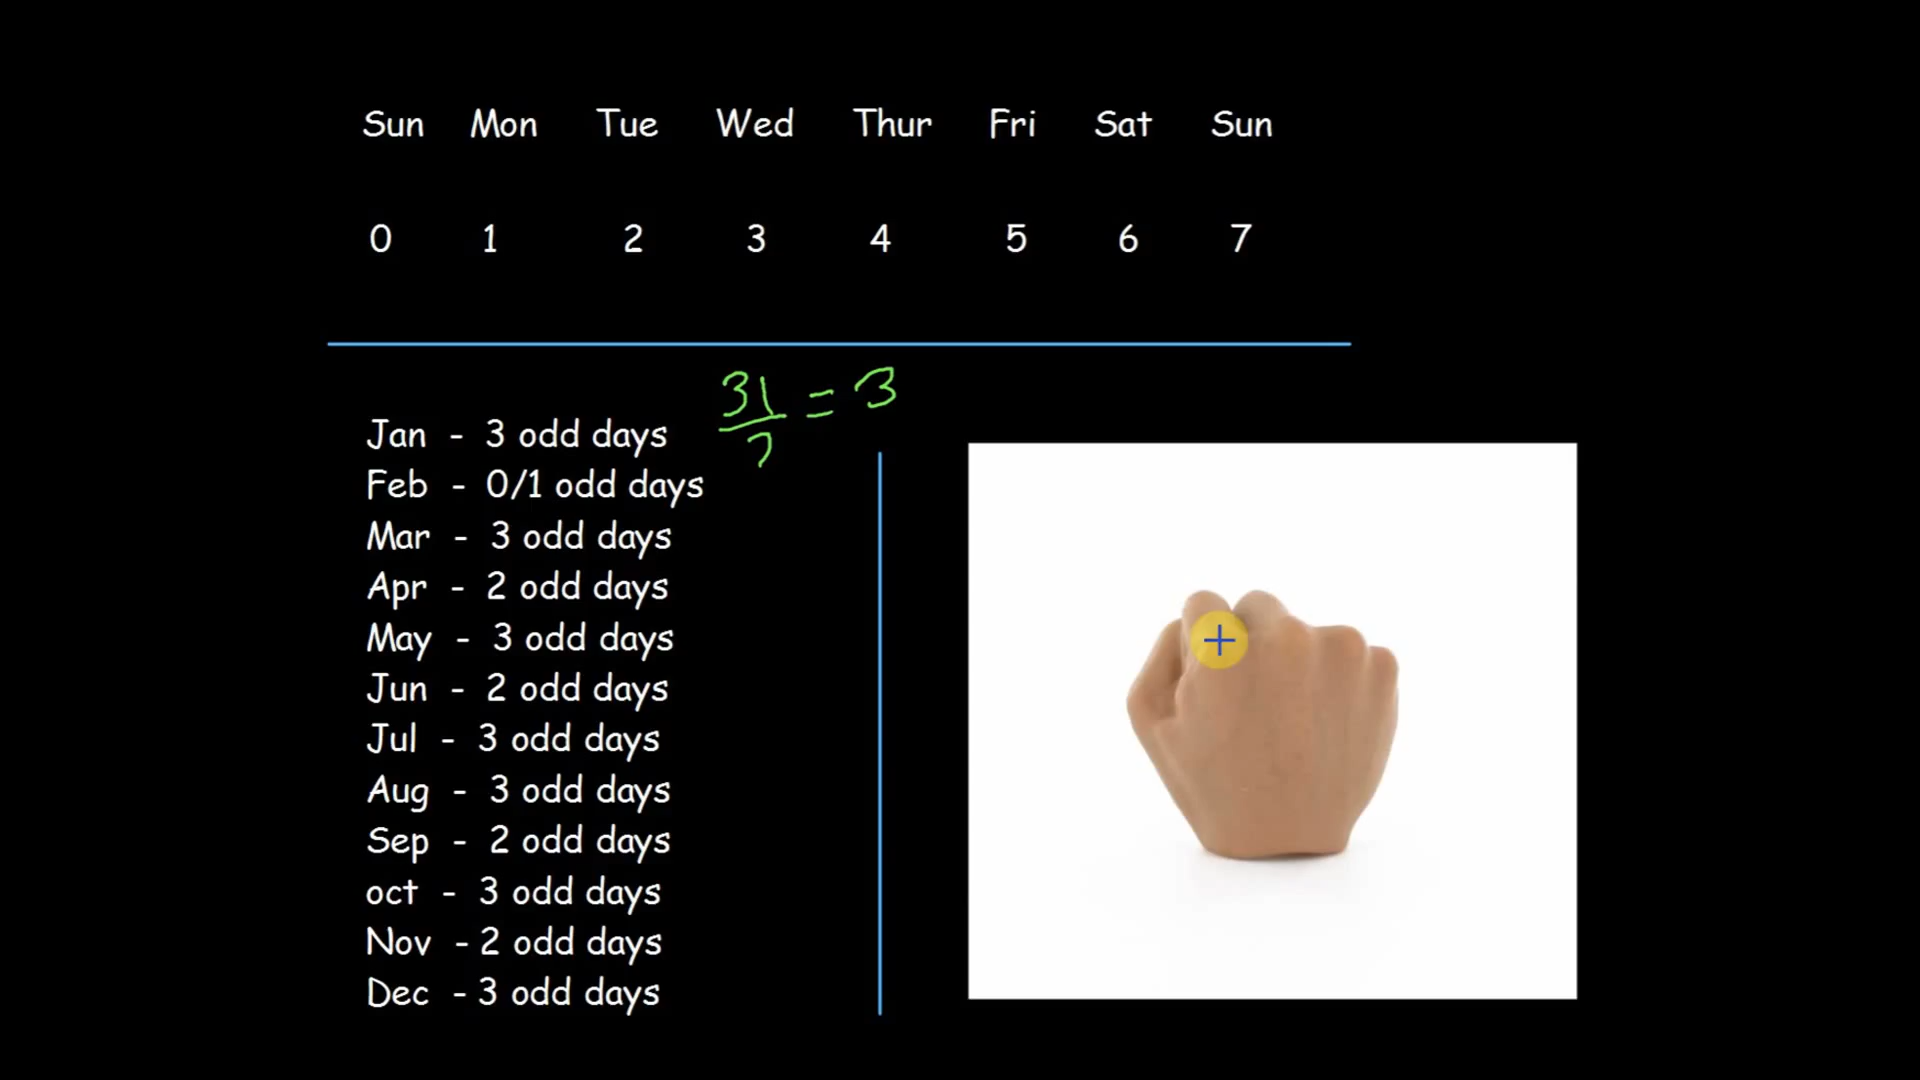 Sun Mon Tue Wed Thur Fri Sat Sun
0 1 2 3 4 5 6 7
31/7 = 3
Jan - 3 odd days
Feb - 0/1 odd days
Mar - 3 odd days
Apr - 2 odd days
May - 3 odd days
Jun - 2 odd days
Jul - 3 odd days
Aug - 3 odd days
Sep - 2 odd days
oct - 3 odd days
Nov - 2 odd days
Dec - 3 odd days